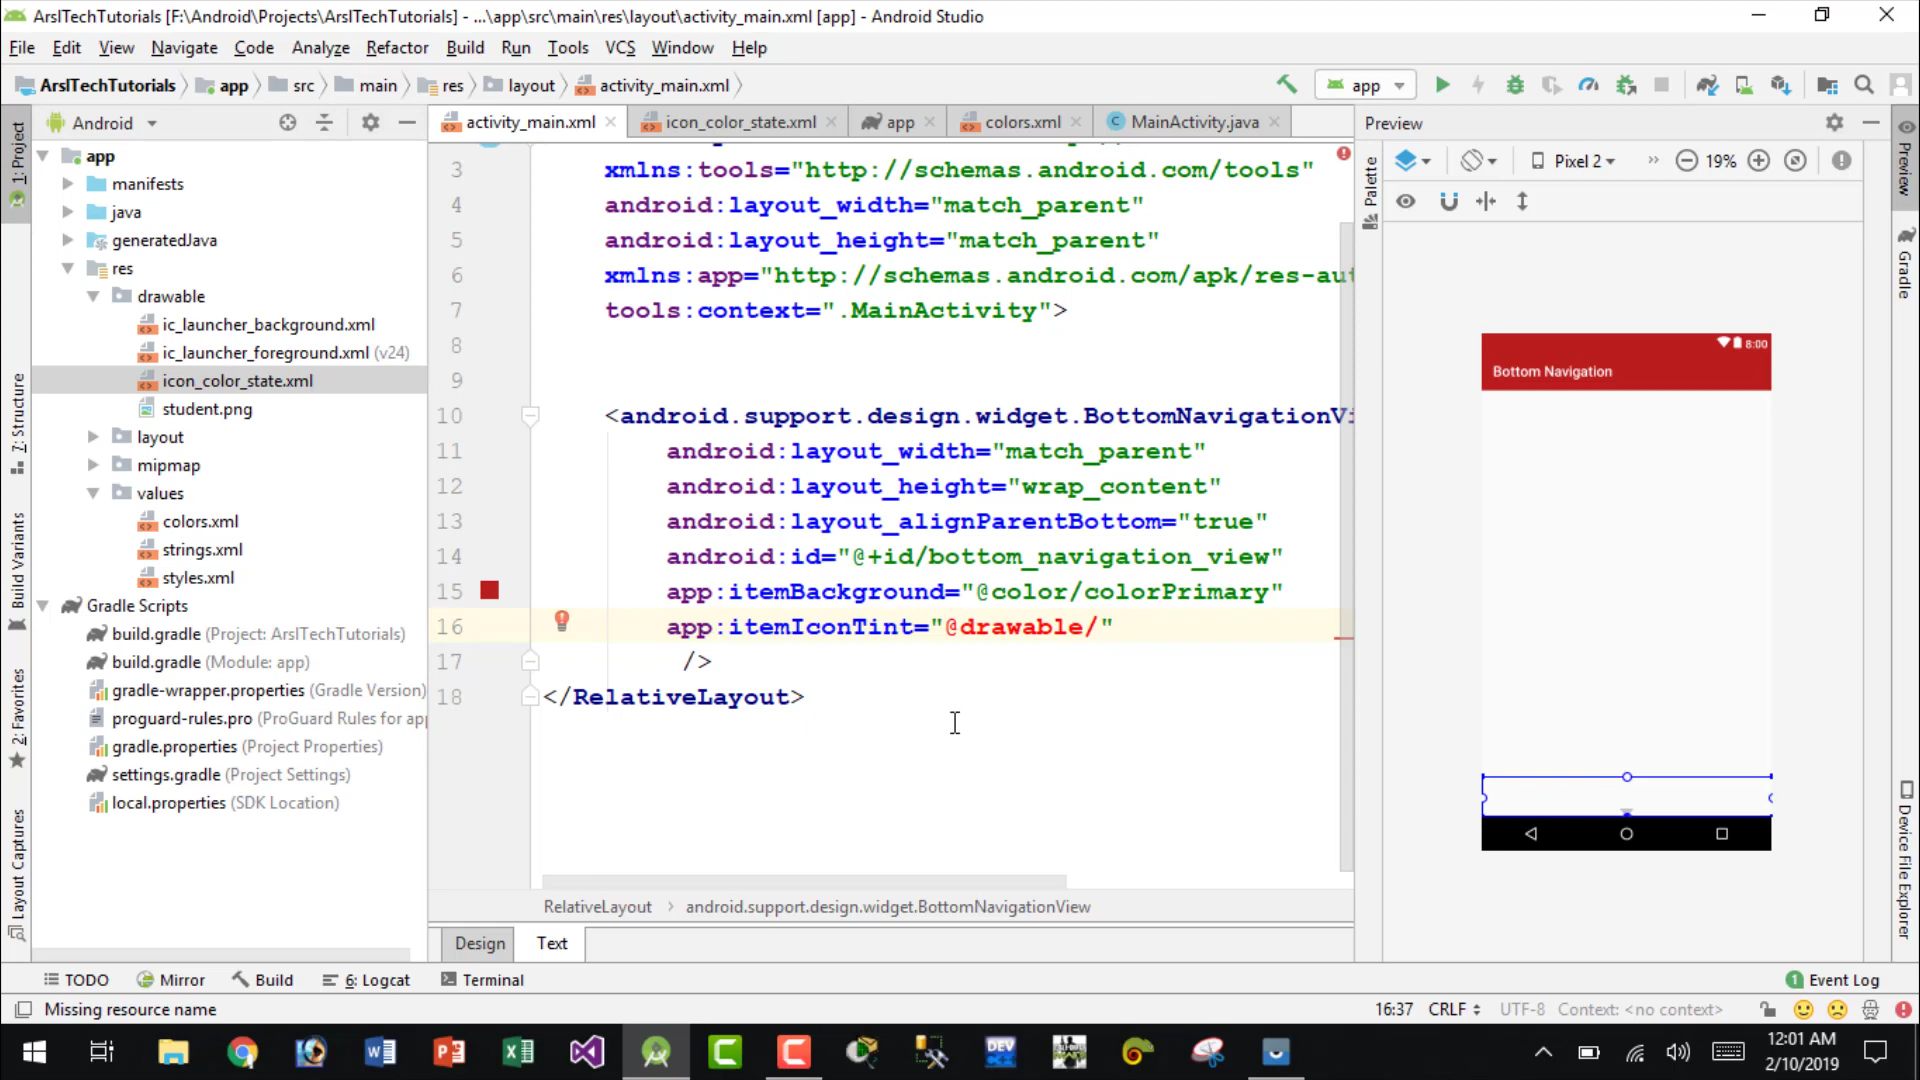 ArslTechTutorials [F:\Android\Projects\ArslTechTutorials] - ...\app\src\main\res\layout\activity_main.xml [app] - Android Studio
File Edit View Navigate Code Analyze Refactor Build Run Tools VCS Window Help
ArslTechTutorials app src main res layout activity_main.xml app
Android activity_main.xml icon_color_state.xml app colors.xml MainActivity.java Preview
1: Project
7: Structure
Build Variants
2: Favorites
Layout Captures
app
manifests
java
generatedJava
res
drawable
ic_launcher_background.xml
ic_launcher_foreground.xml (v24)
icon_color_state.xml
student.png
layout
mipmap
values
colors.xml
strings.xml
styles.xml
Gradle Scripts
build.gradle (Project: ArslTechTutorials)
build.gradle (Module: app)
gradle-wrapper.properties (Gradle Version)
proguard-rules.pro (ProGuard Rules for app
gradle.properties (Project Properties)
settings.gradle (Project Settings)
local.properties (SDK Location)
3 xmlns:tools="http://schemas.android.com/tools"
4 android:layout_width="match_parent"
5 android:layout_height="match_parent"
6 xmlns:app="http://schemas.android.com/apk/res-aut
7 tools:context=".MainActivity">
8
9
10 <android.support.design.widget.BottomNavigationVi
11 android:layout_width="match_parent"
12 android:layout_height="wrap_content"
13 android:layout_alignParentBottom="true"
14 android:id="@+id/bottom_navigation_view"
15 app:itemBackground="@color/colorPrimary"
16 app:itemIconTint="@drawable/"
17 />
18 </RelativeLayout>
RelativeLayout android.support.design.widget.BottomNavigationView
Design Text
Palette
Pixel 2 19%
8:00
Bottom Navigation
Preview
Gradle
Device File Explorer
TODO Mirror Build 6: Logcat Terminal 1 Event Log
Missing resource name 16:37 CRLF UTF-8 Context: <no context>
12:01 AM
2/10/2019